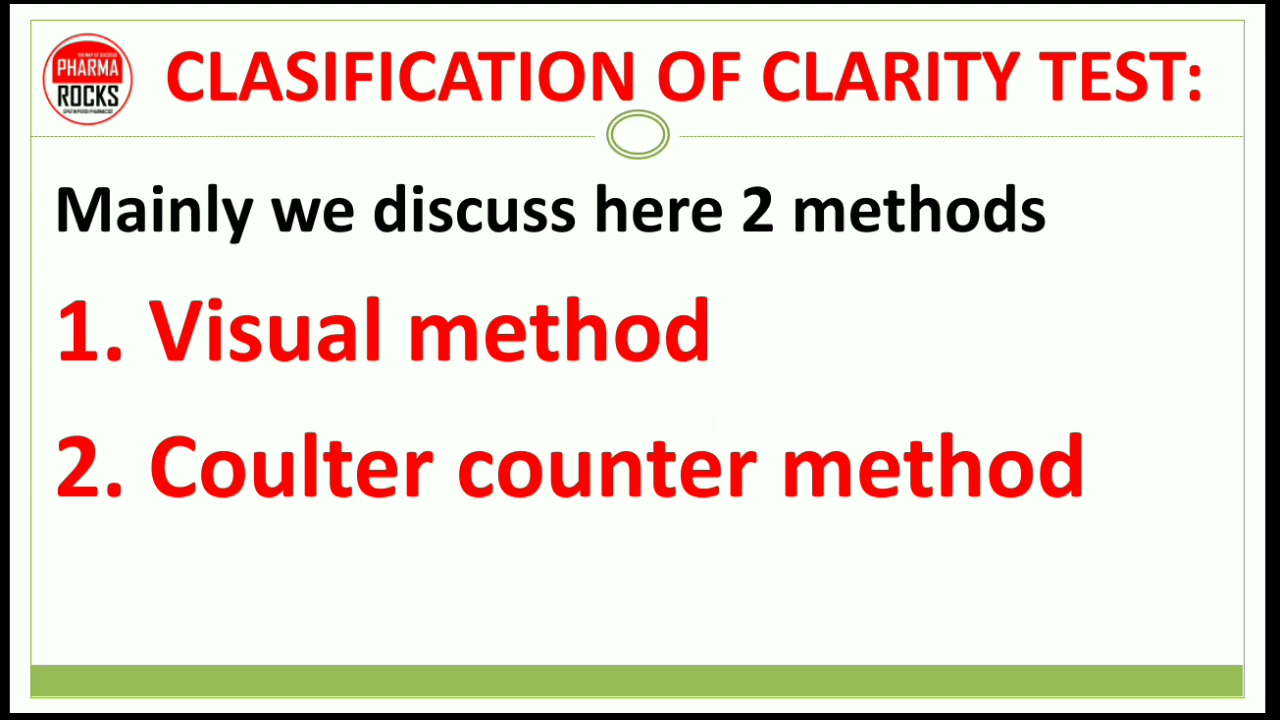 PHARMA
ROCKS
CLASIFICATION OF CLARITY TEST:
Mainly we discuss here 2 methods
1. Visual method
2. Coulter counter method